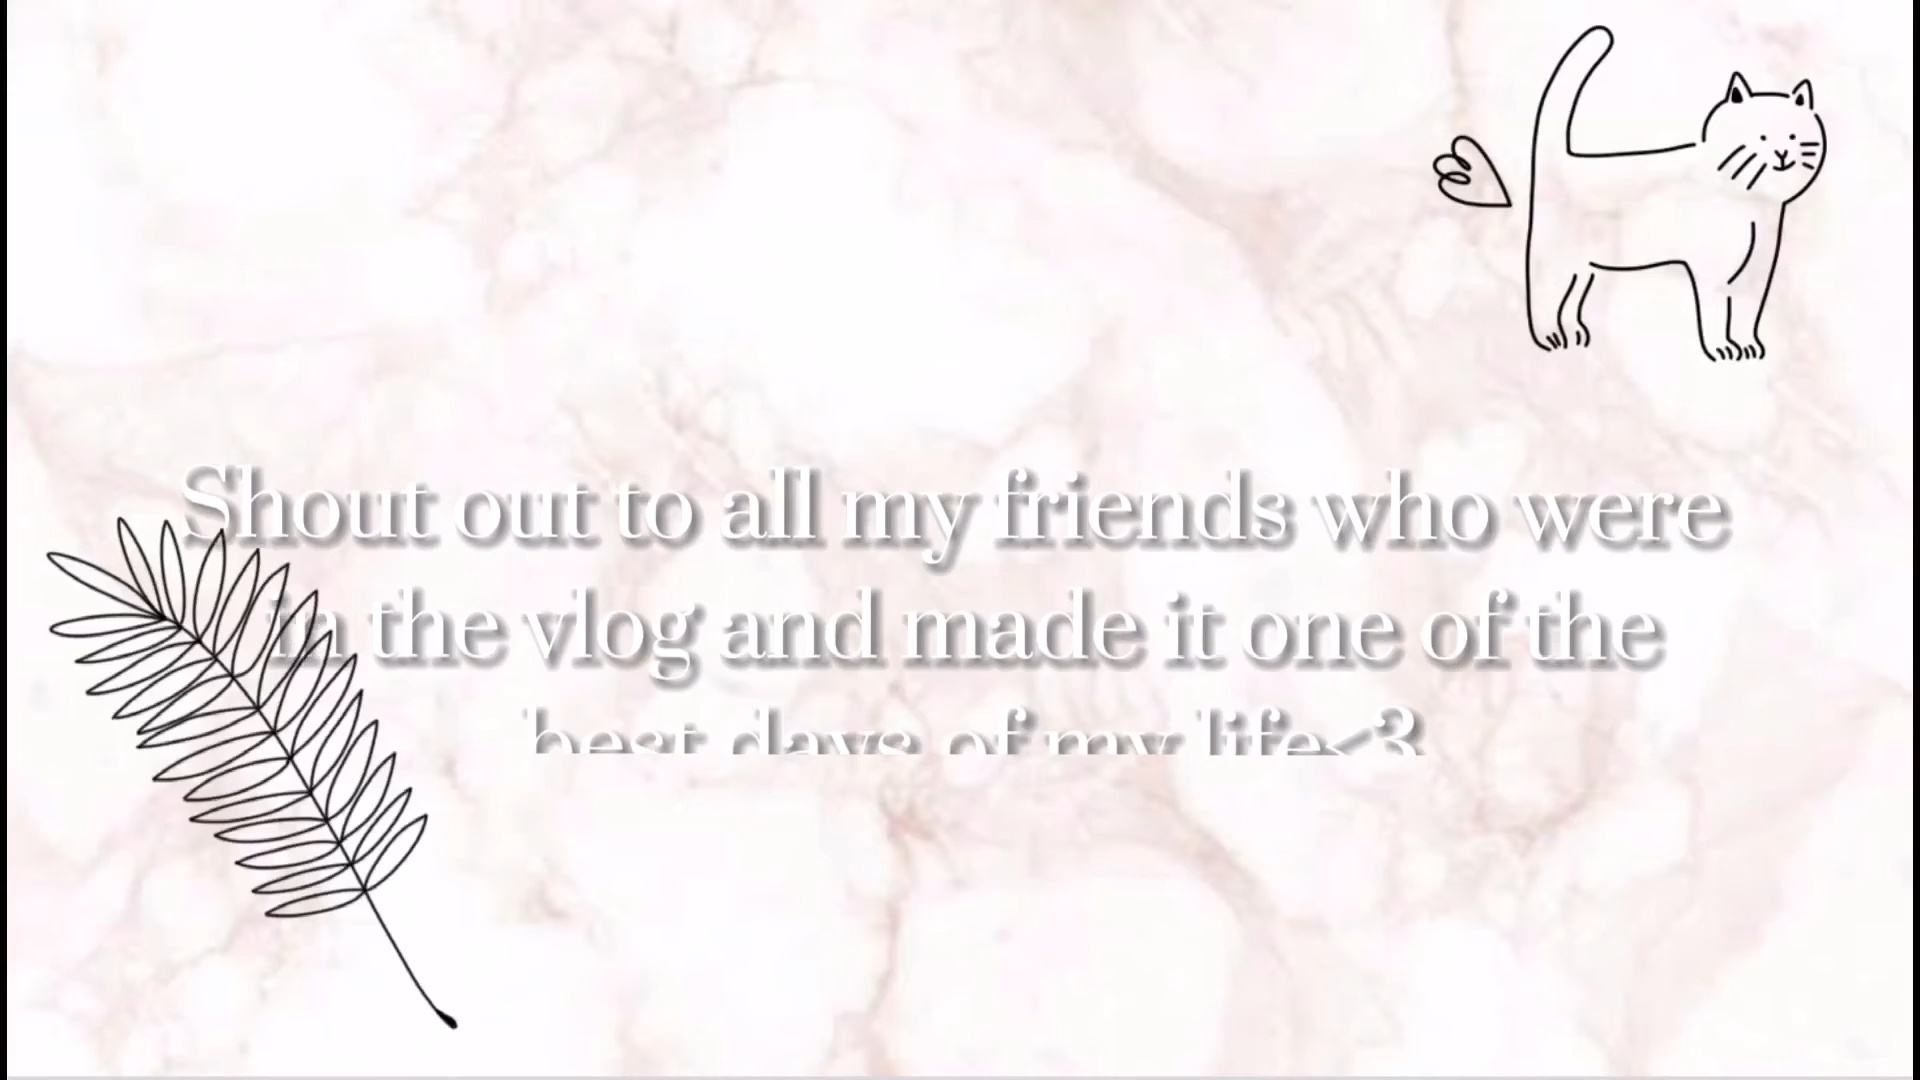 Shout out to all my friends who were
in the vlog and made it one of the
best days of my life<3